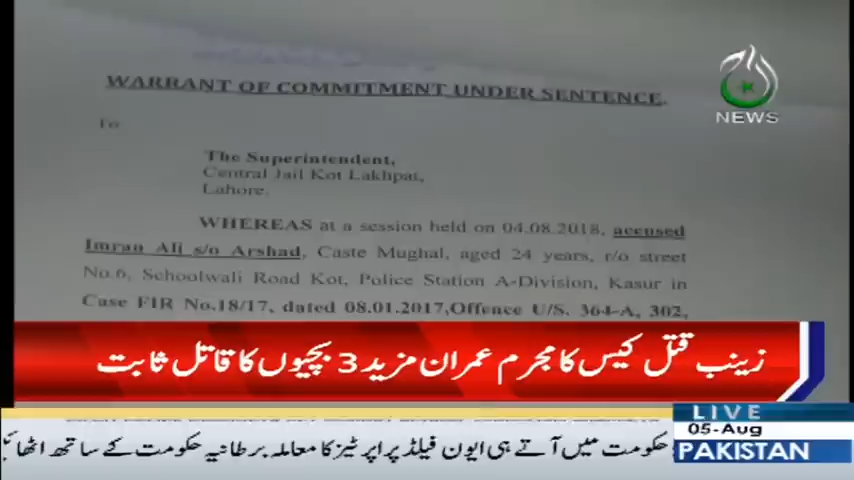 WARRANT OF COMMITMENT UNDER SENTENCE.
NEWS
To
The Superintendent,
Central Jail Kot Lakhpat,
Lahore.
WHEREAS at a session held on 04.08.2018, accused
Imran Ali s/o Arshad, Caste Mughal, aged 24 years, r/o street
No.6, Schoolwali Road Kot, Police Station A-Division, Kasur in
Case FIR No.18/17, dated 08.01.2017,Offence U/S. 364-A, 302,
زینب قتل کیس کا مجرم عمران مزید 3 بچیوں کا قاتل ثابت
LIVE
05-Aug
PAKISTAN
حکومت میں آتے ہی ایون فیلڈ پراپرٹیز کا معاملہ برطانیہ حکومت کے ساتھ اٹھائیں